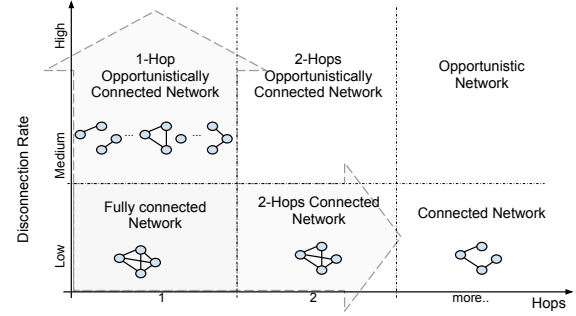 High
1-Hop
Opportunistically
Connected Network
2-Hops
Opportunistically
Connected Network
Opportunistic
Network
Disconnection Rate
Medium
... ...
Fully connected
Network
2-Hops Connected
Network
Connected Network
Low
1
2
more..
Hops